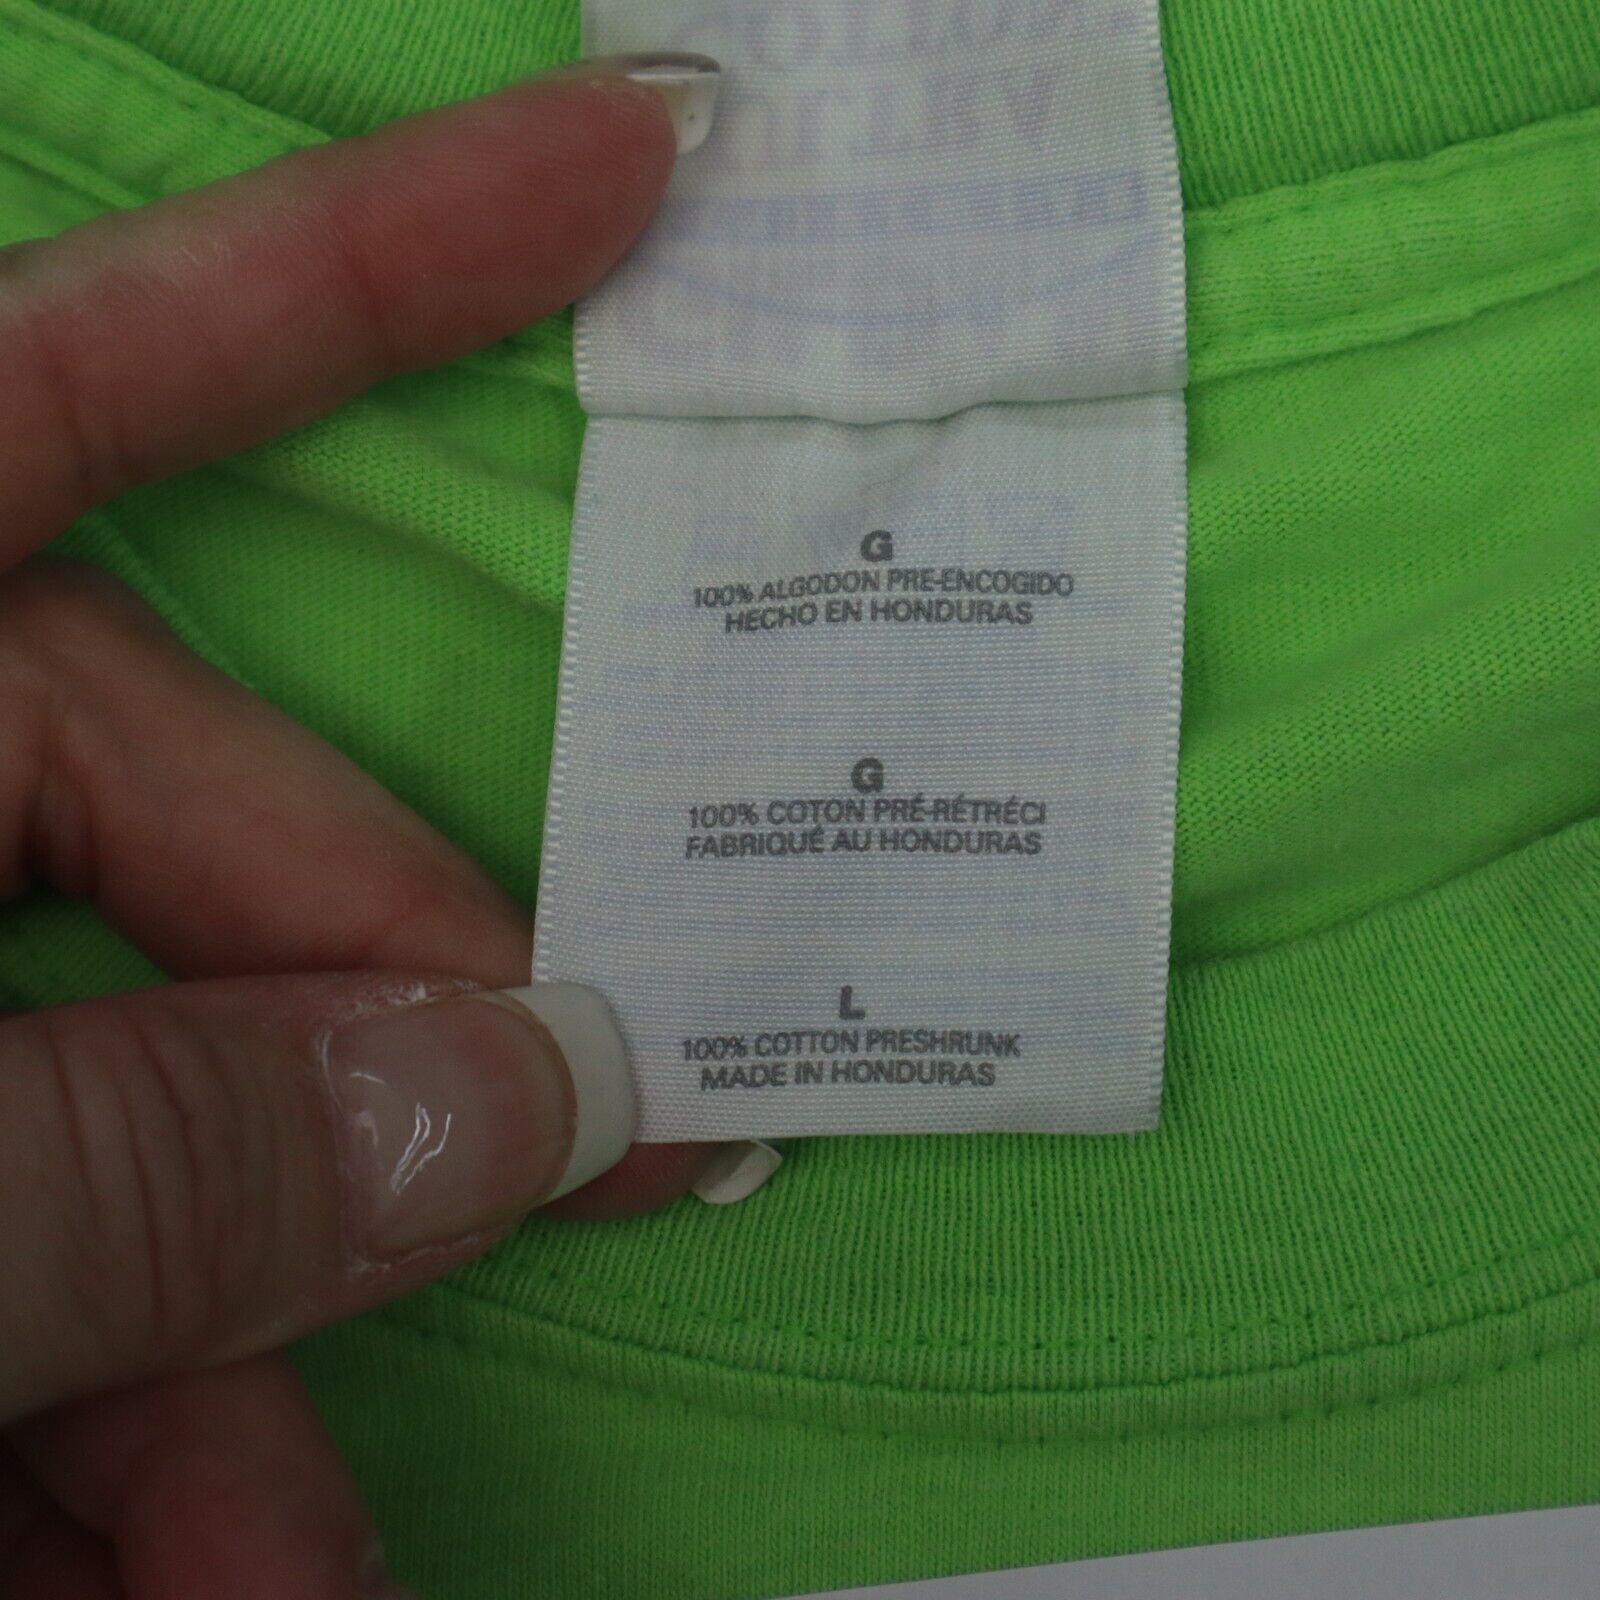 G
100% ALGODON PRE-ENCOGIDO
HECHO EN HONDURAS
G
100% COTON PRÉ-RÉTRÉCI
FABRIQUÉ AU HONDURAS
L
100% COTTON PRESHRUNK
MADE IN HONDURAS